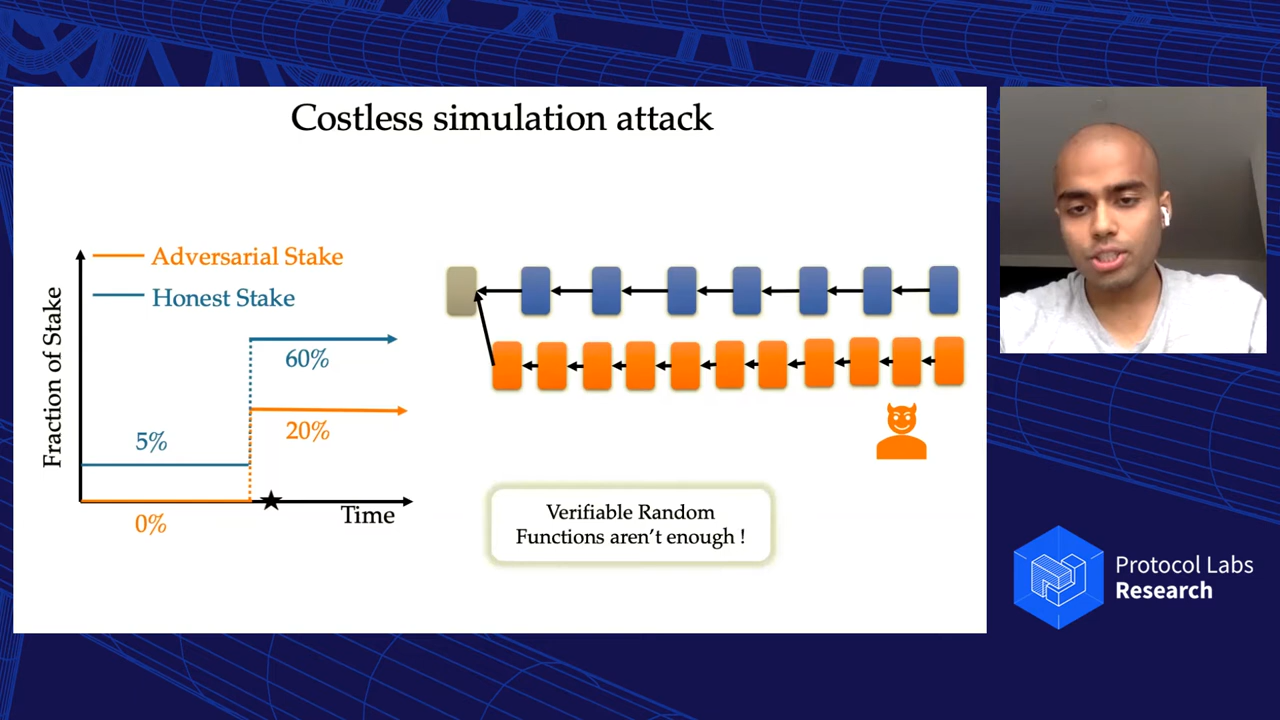 Costless simulation attack
Adversarial Stake
Honest Stake
Fraction of Stake
60%
5%
20%
0%
Time
Verifiable Random
Functions aren't enough !
Protocol Labs
Research